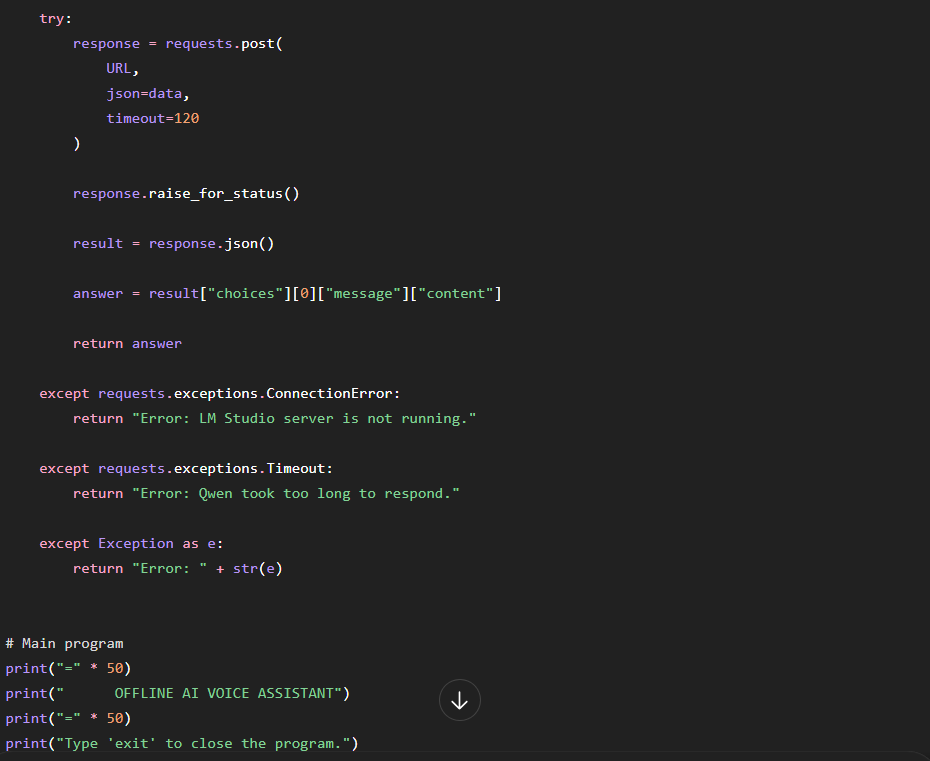 try:
    response = requests.post(
        URL,
        json=data,
        timeout=120
    )
    response.raise_for_status()
    result = response.json()
    answer = result["choices"][0]["message"]["content"]
    return answer
except requests.exceptions.ConnectionError:
    return "Error: LM Studio server is not running."
except requests.exceptions.Timeout:
    return "Error: Qwen took too long to respond."
except Exception as e:
    return "Error: " + str(e)
# Main program
print("=" * 50)
print("      OFFLINE AI VOICE ASSISTANT")
print("=" * 50)
print("Type 'exit' to close the program.")